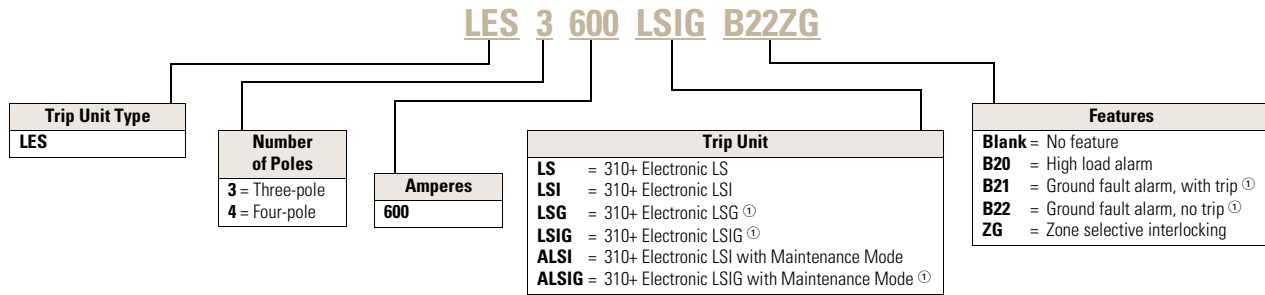 LES 3 600 LSIG B22ZG
Trip Unit Type
LES
Number
of Poles
3 = Three-pole
4 = Four-pole
Amperes
600
Trip Unit
LS = 310+ Electronic LS
LSI = 310+ Electronic LSI
LSG = 310+ Electronic LSG ①
LSIG = 310+ Electronic LSIG ①
ALSI = 310+ Electronic LSI with Maintenance Mode
ALSIG = 310+ Electronic LSIG with Maintenance Mode ①
Features
Blank = No feature
B20 = High load alarm
B21 = Ground fault alarm, with trip ①
B22 = Ground fault alarm, no trip ①
ZG = Zone selective interlocking